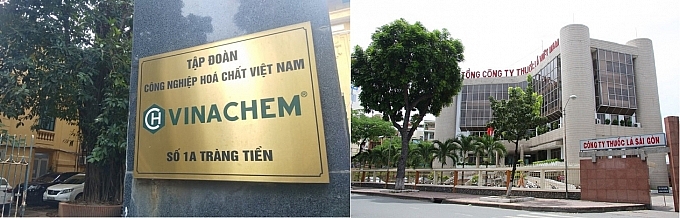 TẬP ĐOÀN
CÔNG NGHIỆP HOÁ CHẤT VIỆT NAM
CH VINACHEM®
SỐ 1A TRÀNG TIỀN
TỔNG CÔNG TY THUỐC LÁ VIỆT NAM
CÔNG TY THUỐC LÁ SÀI GÒN